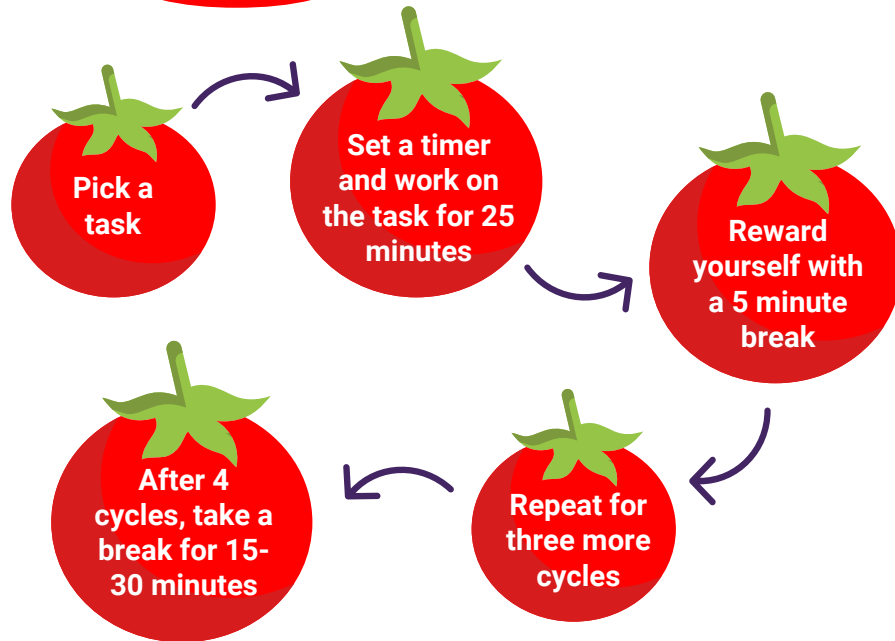 Pick a
task
Set a timer
and work on
the task for 25
minutes
Reward
yourself with
a 5 minute
break
Repeat for
three more
cycles
After 4
cycles, take a
break for 15-
30 minutes